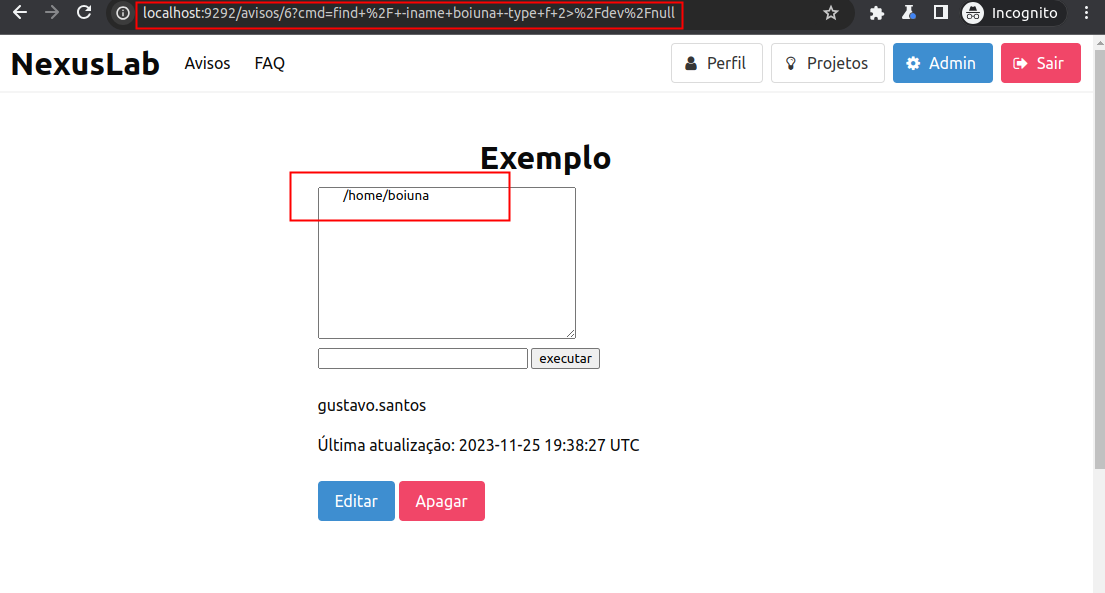 localhost:9292/avisos/6?cmd=find+%2F+-iname+boiuna+-type+f+2>%2Fdev%2Fnull
Incognito
NexusLab Avisos FAQ Perfil Projetos Admin Sair
Exemplo
/home/boiuna
executar
gustavo.santos
Última atualização: 2023-11-25 19:38:27 UTC
Editar Apagar